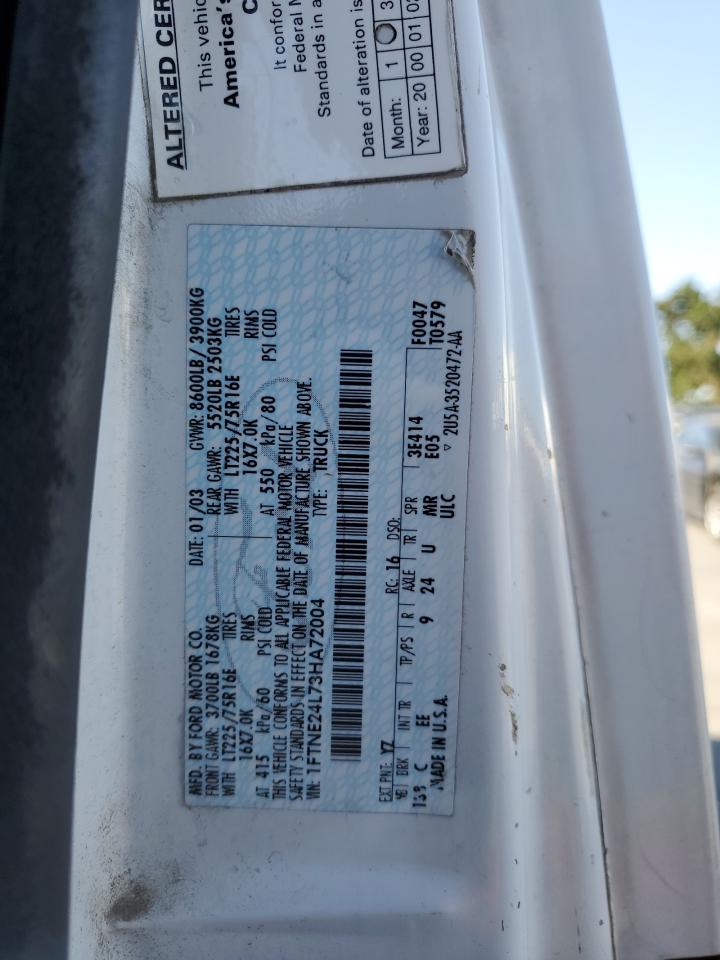 ALTERED CER
This vehic
America's
C
It confor
Federal M
Standards in a
Date of alteration is
Month: 1 3
Year: 20 00 01 02
MFD. BY FORD MOTOR CO.
DATE: 01/03 GVWR: 8600LB/ 3900KG
FRONT GAWR: 3700LB 1678KG REAR GAWR: 5520LB 2503KG
WITH LT225/75R16E TIRES WITH LT225/75R16E TIRES
16X7.0K RIMS 16X7.0K RIMS
AT 415 kPa/60 PSI COLD AT 550 kPa/80 PSI COLD
THIS VEHICLE CONFORMS TO ALL APPLICABLE FEDERAL MOTOR VEHICLE
SAFETY STANDARDS IN EFFECT ON THE DATE OF MANUFACTURE SHOWN ABOVE.
VIN: 1FTNE24L73HA72004 TYPE: TRUCK
F0047
T0579
EXT PNT: YZ RC: 16 DSO:
WB BRK INT TR TP/PS R AXLE TR SPR 3E414
138 C EE 9 24 U MR E05
MADE IN U.S.A. ULC ▽ 2U5A-3520472-AA